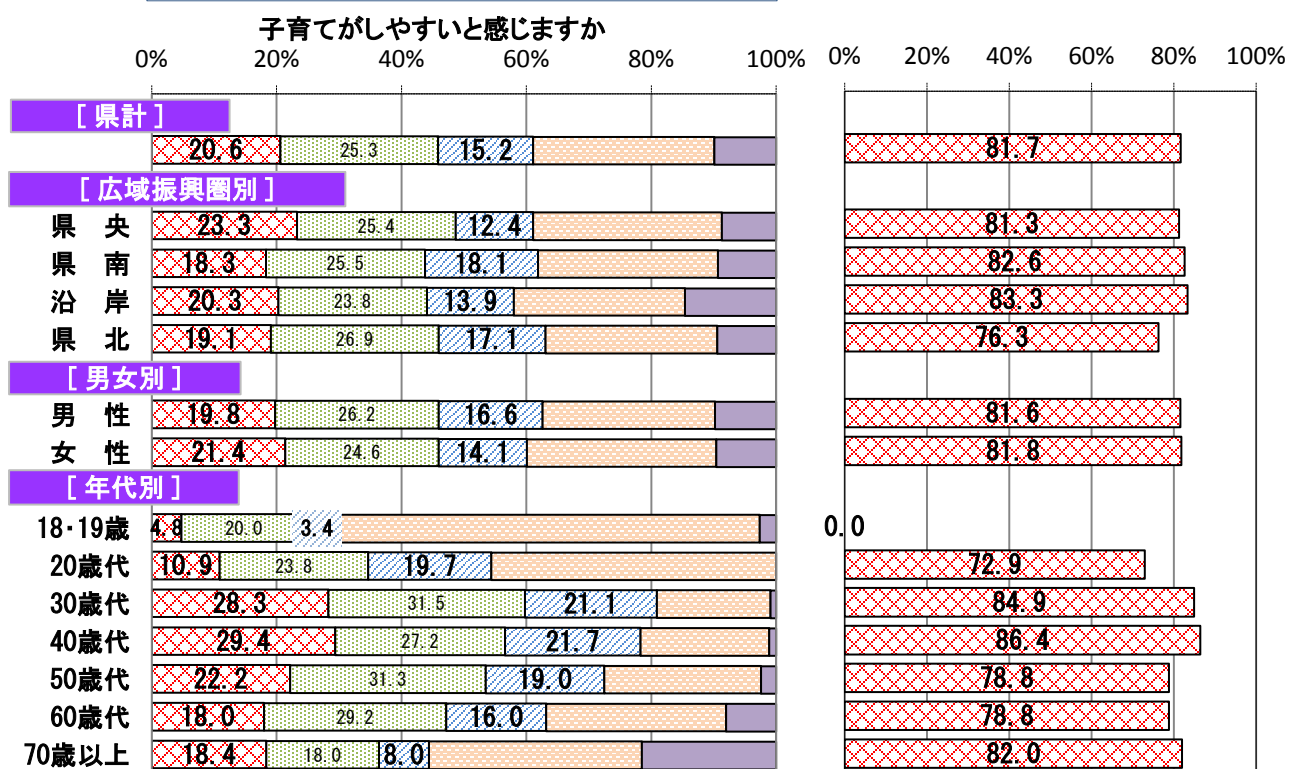 子育てがしやすいと感じますか
0% 20% 40% 60% 80% 100% 0% 20% 40% 60% 80% 100%
[ 県計 ]
20.6 25.3 15.2 81.7
[ 広域振興圏別 ]
県 央 23.3 25.4 12.4 81.3
県 南 18.3 25.5 18.1 82.6
沿 岸 20.3 23.8 13.9 83.3
県 北 19.1 26.9 17.1 76.3
[ 男女別 ]
男 性 19.8 26.2 16.6 81.6
女 性 21.4 24.6 14.1 81.8
[ 年代別 ]
18・19歳 4.8 20.0 3.4 0.0
20歳代 10.9 23.8 19.7 72.9
30歳代 28.3 31.5 21.1 84.9
40歳代 29.4 27.2 21.7 86.4
50歳代 22.2 31.3 19.0 78.8
60歳代 18.0 29.2 16.0 78.8
70歳以上 18.4 18.0 8.0 82.0